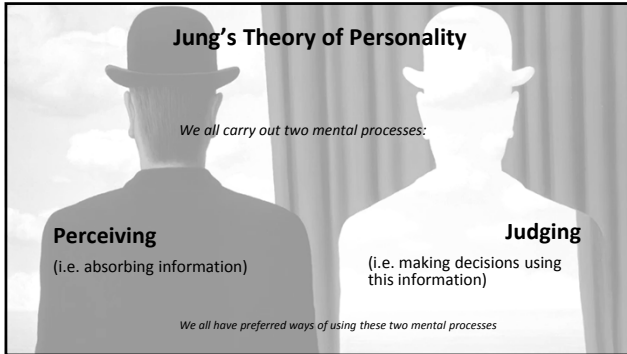 Jung’s Theory of Personality
We all carry out two mental processes:
Perceiving
(i.e. absorbing information)
Judging
(i.e. making decisions using
this information)
We all have preferred ways of using these two mental processes